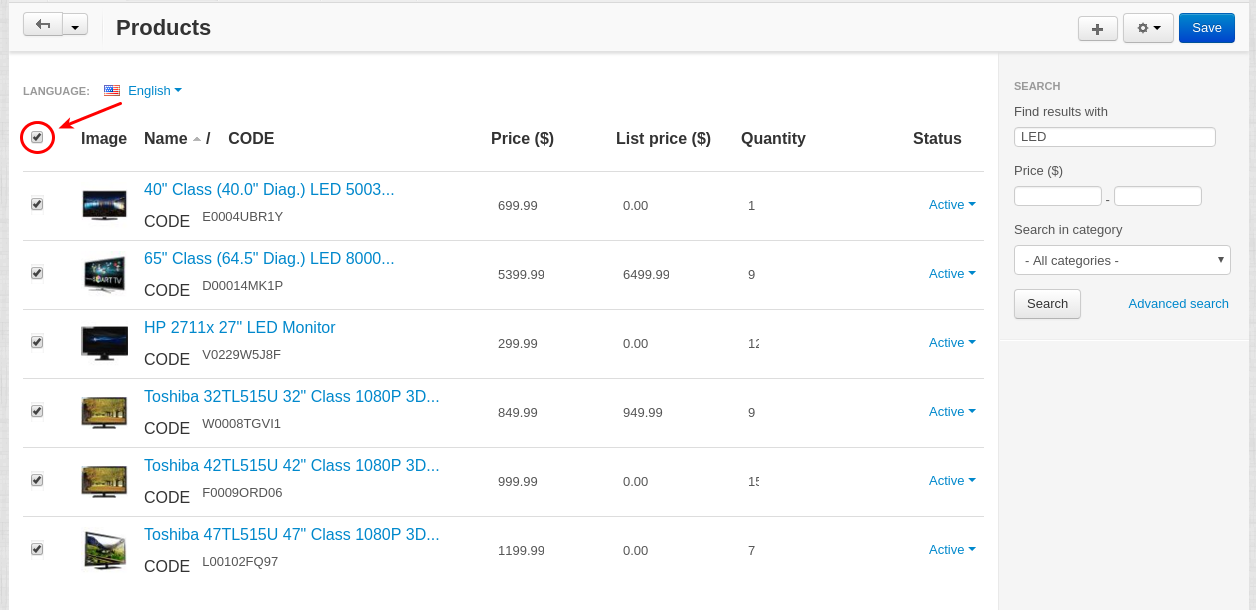 Products
Save
LANGUAGE: English
Image Name / CODE Price ($) List price ($) Quantity Status
40" Class (40.0" Diag.) LED 5003...
CODE E0004UBR1Y 699.99 0.00 1 Active
65" Class (64.5" Diag.) LED 8000...
CODE D00014MK1P 5399.99 6499.99 9 Active
HP 2711x 27" LED Monitor
CODE V0229W5J8F 299.99 0.00 12 Active
Toshiba 32TL515U 32" Class 1080P 3D...
CODE W0008TGVI1 849.99 949.99 9 Active
Toshiba 42TL515U 42" Class 1080P 3D...
CODE F0009ORD06 999.99 0.00 15 Active
Toshiba 47TL515U 47" Class 1080P 3D...
CODE L00102FQ97 1199.99 0.00 7 Active
SEARCH
Find results with
LED
Price ($)
-
Search in category
- All categories -
Search Advanced search